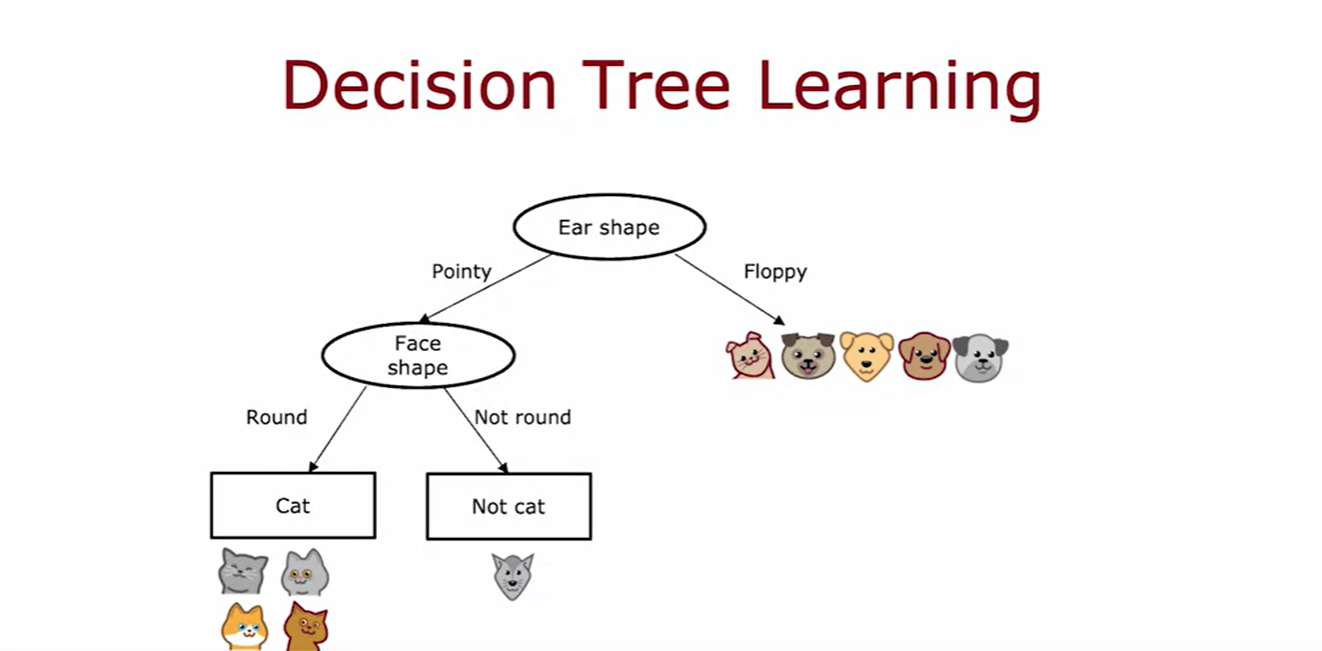 Decision Tree Learning
Ear shape
Pointy
Floppy
Face
shape
Round
Not round
Cat
Not cat